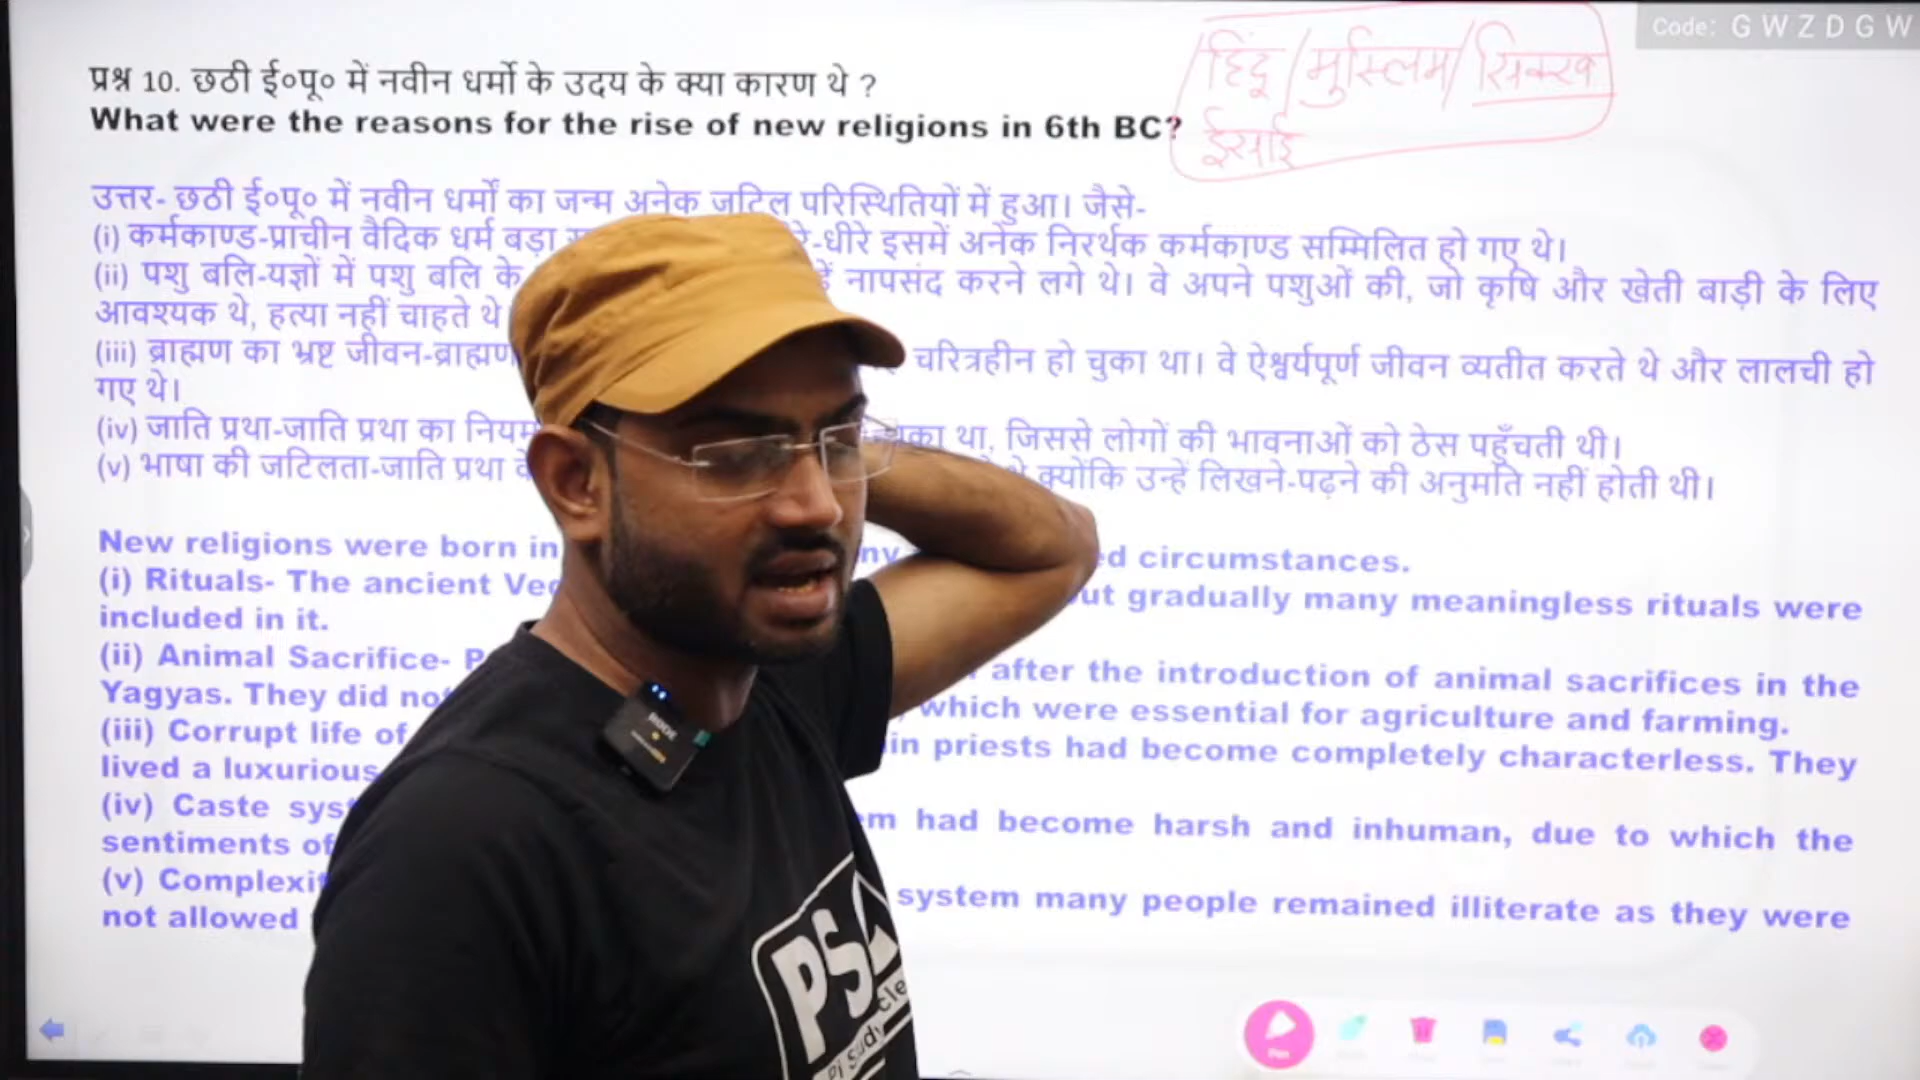 Code: G W Z D G W
हिंदू / मुस्लिम / सिक्ख
ईसाई
प्रश्न 10. छठी ई०पू० में नवीन धर्मो के उदय के क्या कारण थे ?
What were the reasons for the rise of new religions in 6th BC?
उत्तर- छठी ई०पू० में नवीन धर्मों का जन्म अनेक जटिल परिस्थितियों में हुआ। जैसे-
(i) कर्मकाण्ड-प्राचीन वैदिक धर्म बड़ा -धीरे इसमें अनेक निरर्थक कर्मकाण्ड सम्मिलित हो गए थे।
(ii) पशु बलि-यज्ञों में पशु बलि के नापसंद करने लगे थे। वे अपने पशुओं की, जो कृषि और खेती बाड़ी के लिए
आवश्यक थे, हत्या नहीं चाहते थे
(iii) ब्राह्मण का भ्रष्ट जीवन-ब्राह्मण चरित्रहीन हो चुका था। वे ऐश्वर्यपूर्ण जीवन व्यतीत करते थे और लालची हो
गए थे।
(iv) जाति प्रथा-जाति प्रथा का नियम था, जिससे लोगों की भावनाओं को ठेस पहुँचती थी।
(v) भाषा की जटिलता-जाति प्रथा क्योंकि उन्हें लिखने-पढ़ने की अनुमति नहीं होती थी।
New religions were born in circumstances.
(i) Rituals- The ancient gradually many meaningless rituals were
included in it.
(ii) Animal Sacrifice- after the introduction of animal sacrifices in the
Yagyas. They did which were essential for agriculture and farming.
(iii) Corrupt life of priests had become completely characterless. They
lived a luxurious
(iv) Caste had become harsh and inhuman, due to which the
sentiments of
(v) system many people remained illiterate as they were
not allowed
Pen
RODE
PSC
Pi Study